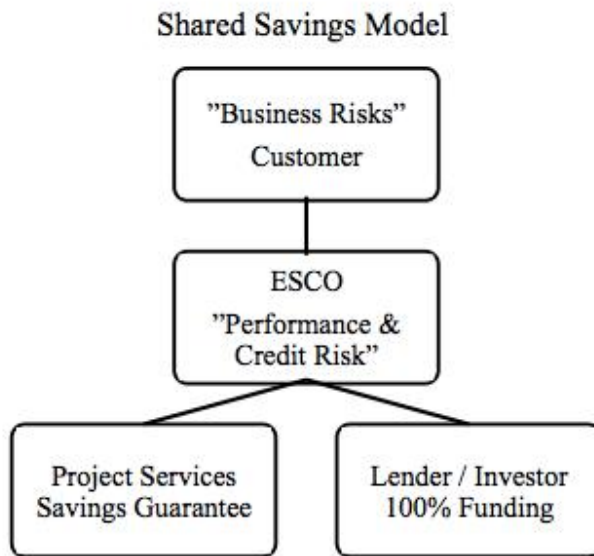 Shared Savings Model
”Business Risks”
Customer
ESCO
”Performance &
Credit Risk”
Project Services
Savings Guarantee
Lender / Investor
100% Funding